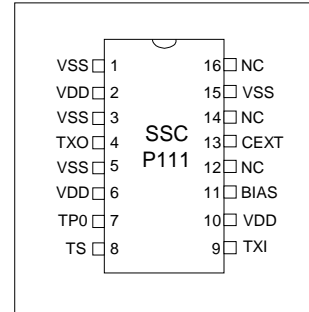 VSS 1 16 NC
VDD 2 15 VSS
VSS 3 14 NC
TXO 4 13 CEXT
VSS 5 12 NC
VDD 6 11 BIAS
TP0 7 10 VDD
TS 8 9 TXI
SSC
P111